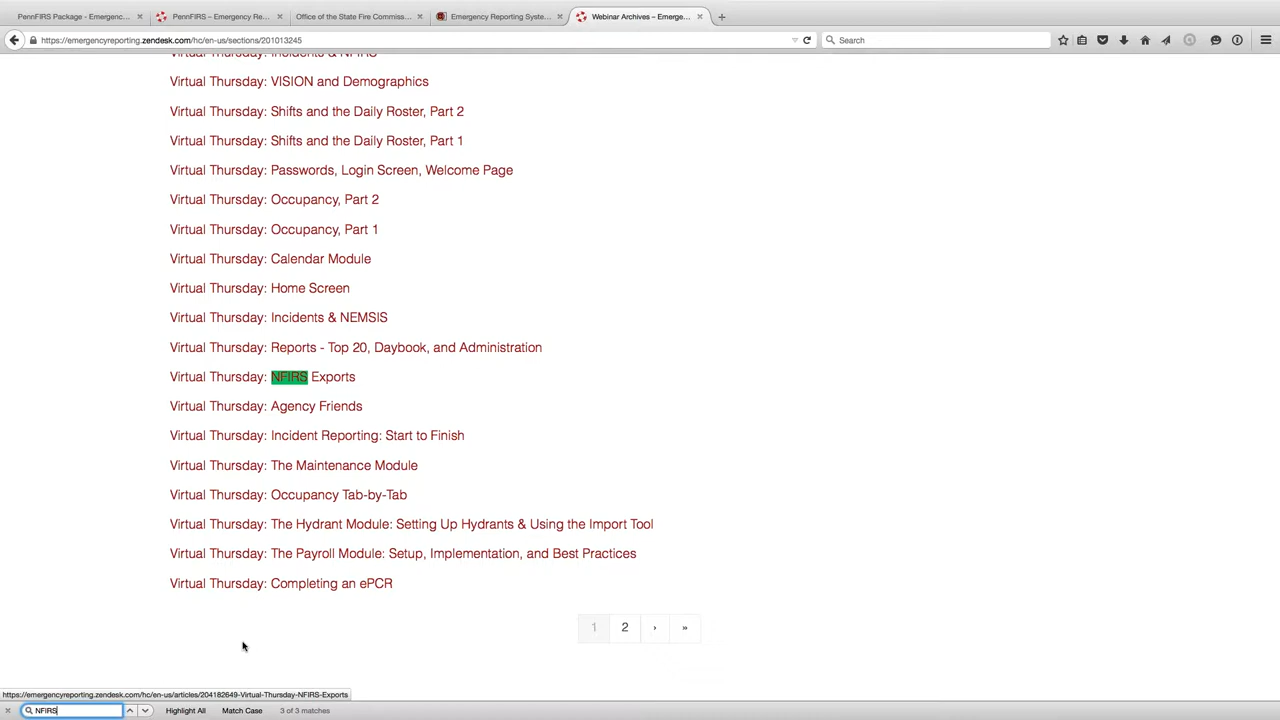 PennFIRS Package - Emergenc... ×
PennFIRS – Emergency Re... ×
Office of the State Fire Commiss... ×
Emergency Reporting Syste... ×
Webinar Archives – Emerge... ×
https://emergencyreporting.zendesk.com/hc/en-us/sections/201013245
Search
Virtual Thursday: Incidents & NFIRS
Virtual Thursday: VISION and Demographics
Virtual Thursday: Shifts and the Daily Roster, Part 2
Virtual Thursday: Shifts and the Daily Roster, Part 1
Virtual Thursday: Passwords, Login Screen, Welcome Page
Virtual Thursday: Occupancy, Part 2
Virtual Thursday: Occupancy, Part 1
Virtual Thursday: Calendar Module
Virtual Thursday: Home Screen
Virtual Thursday: Incidents & NEMSIS
Virtual Thursday: Reports - Top 20, Daybook, and Administration
Virtual Thursday: NFIRS Exports
Virtual Thursday: Agency Friends
Virtual Thursday: Incident Reporting: Start to Finish
Virtual Thursday: The Maintenance Module
Virtual Thursday: Occupancy Tab-by-Tab
Virtual Thursday: The Hydrant Module: Setting Up Hydrants & Using the Import Tool
Virtual Thursday: The Payroll Module: Setup, Implementation, and Best Practices
Virtual Thursday: Completing an ePCR
1 2 › »
https://emergencyreporting.zendesk.com/hc/en-us/articles/204182649-Virtual-Thursday-NFIRS-Exports
NFIRS Highlight All Match Case 3 of 3 matches